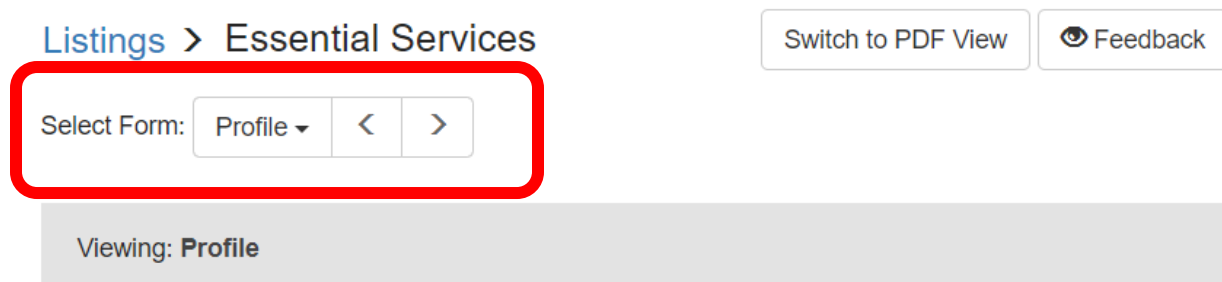 Listings > Essential Services
Switch to PDF View
Feedback
Select Form: Profile < >
Viewing: Profile